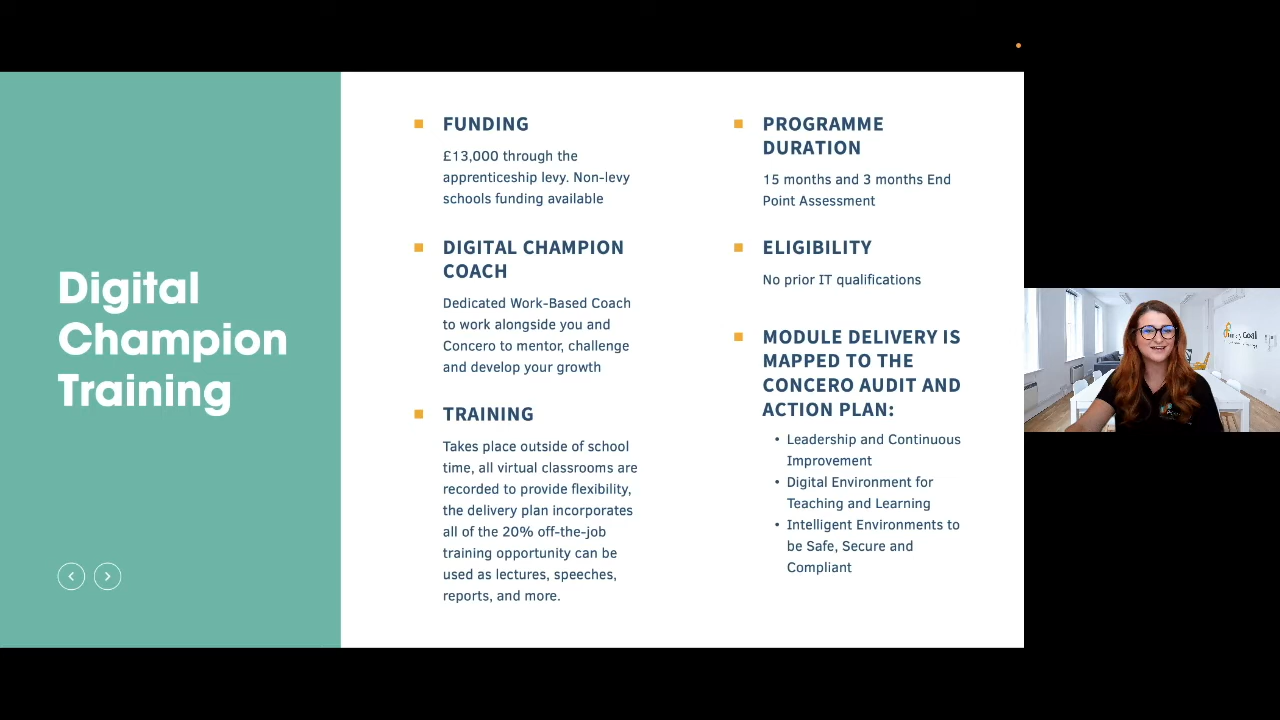 Digital
Champion
Training
FUNDING
£13,000 through the
apprenticeship levy. Non-levy
schools funding available
DIGITAL CHAMPION
COACH
Dedicated Work-Based Coach
to work alongside you and
Concero to mentor, challenge
and develop your growth
TRAINING
Takes place outside of school
time, all virtual classrooms are
recorded to provide flexibility,
the delivery plan incorporates
all of the 20% off-the-job
training opportunity can be
used as lectures, speeches,
reports, and more.
PROGRAMME
DURATION
15 months and 3 months End
Point Assessment
ELIGIBILITY
No prior IT qualifications
MODULE DELIVERY IS
MAPPED TO THE
CONCERO AUDIT AND
ACTION PLAN:
• Leadership and Continuous
Improvement
• Digital Environment for
Teaching and Learning
• Intelligent Environments to
be Safe, Secure and
Compliant